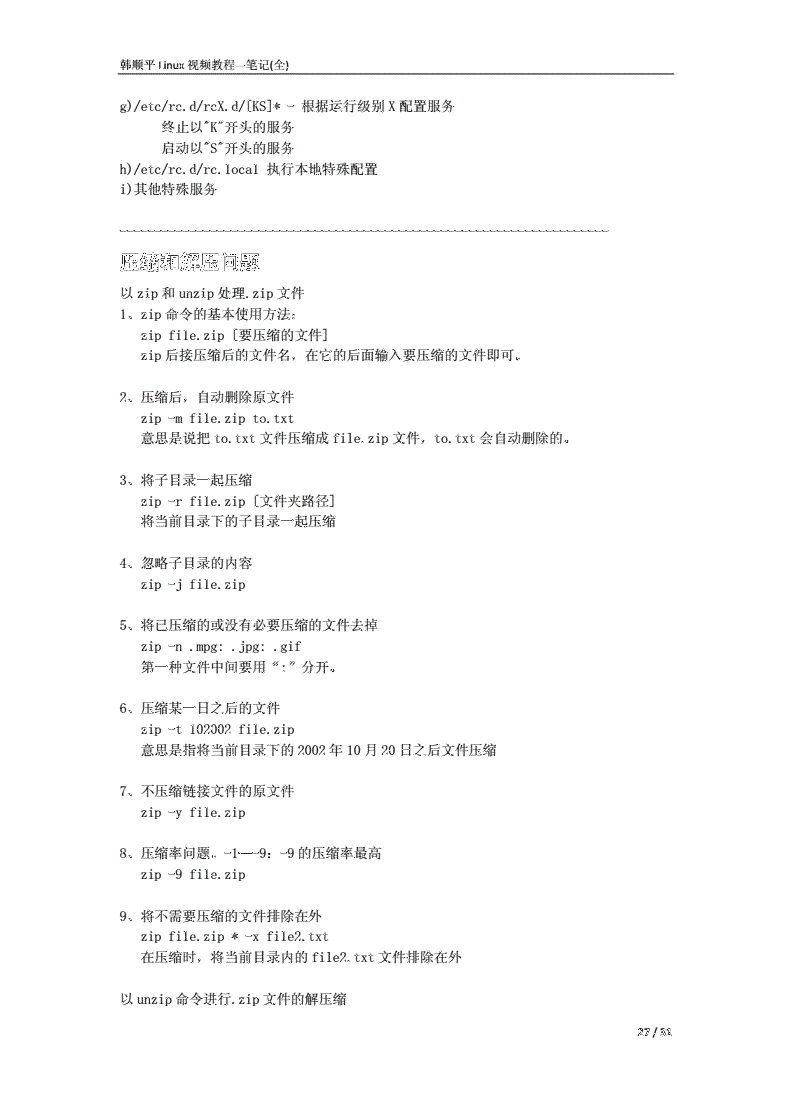 韩顺平 linux 视频教程—笔记(全)
g)/etc/rc.d/rcX.d/[KS]* - 根据运行级别 X 配置服务
终止以"K"开头的服务
启动以"S"开头的服务
h)/etc/rc.d/rc.local 执行本地特殊配置
i)其他特殊服务
压缩和解压问题
以 zip 和 unzip 处理.zip 文件
1、zip 命令的基本使用方法:
zip file.zip [要压缩的文件]
zip 后接压缩后的文件名，在它的后面输入要压缩的文件即可。
2、压缩后，自动删除原文件
zip -m file.zip to.txt
意思是说把 to.txt 文件压缩成 file.zip 文件，to.txt 会自动删除的。
3、将子目录一起压缩
zip -r file.zip [文件夹路径]
将当前目录下的子目录一起压缩
4、忽略子目录的内容
zip -j file.zip
5、将已压缩的或没有必要压缩的文件去掉
zip -n .mpg: .jpg: .gif
第一种文件中间要用“:”分开。
6、压缩某一日之后的文件
zip -t 102002 file.zip
意思是指将当前目录下的 2002 年 10 月 20 日之后文件压缩
7、不压缩链接文件的原文件
zip -y file.zip
8、压缩率问题。-1—-9: -9 的压缩率最高
zip -9 file.zip
9、将不需要压缩的文件排除在外
zip file.zip * -x file2.txt
在压缩时，将当前目录内的 file2.txt 文件排除在外
以 unzip 命令进行.zip 文件的解压缩
27 / 31